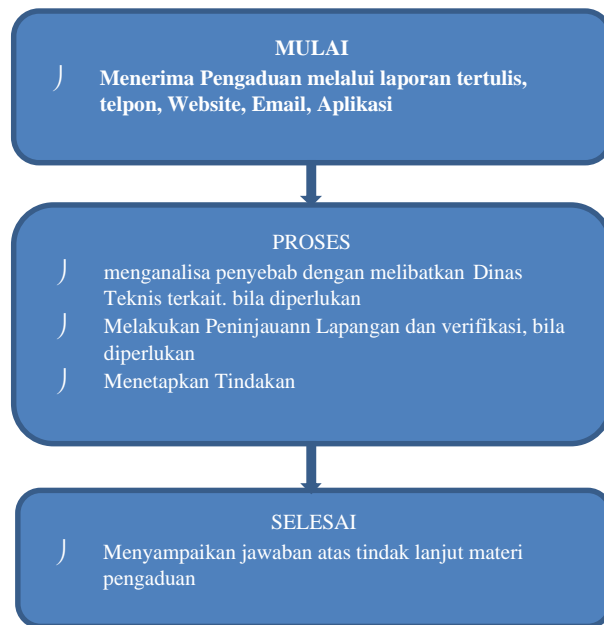 MULAI
Menerima Pengaduan melalui laporan tertulis,
telpon, Website, Email, Aplikasi
PROSES
menganalisa penyebab dengan melibatkan Dinas
Teknis terkait. bila diperlukan
Melakukan Peninjauann Lapangan dan verifikasi, bila
diperlukan
Menetapkan Tindakan
SELESAI
Menyampaikan jawaban atas tindak lanjut materi
pengaduan